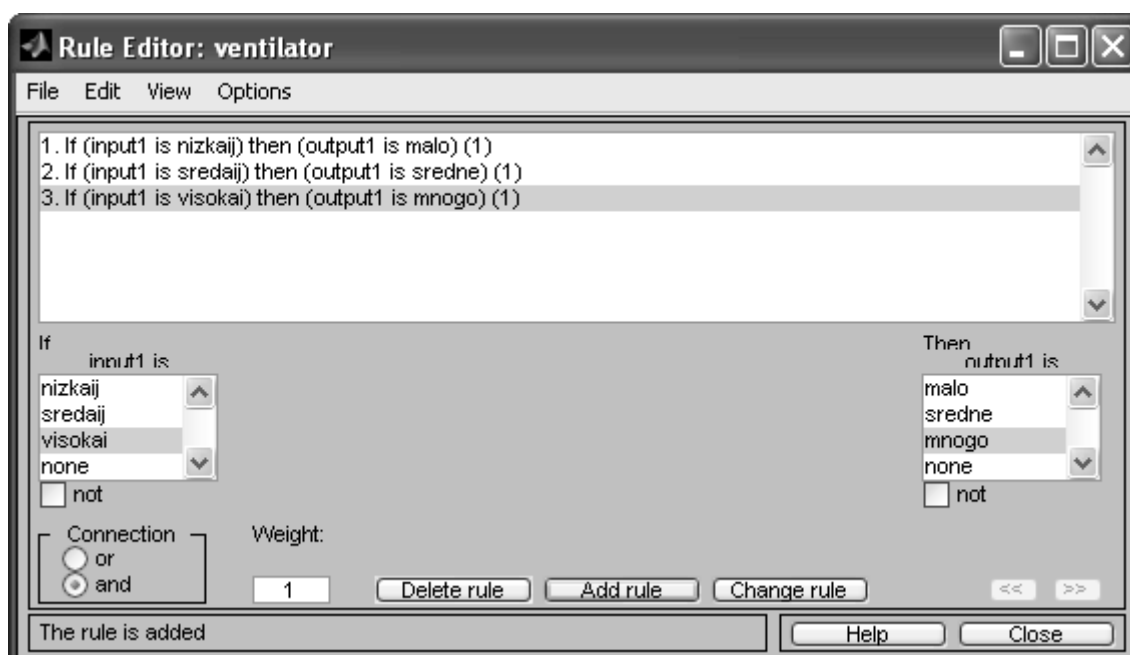 Rule Editor: ventilator
File Edit View Options
1. If (input1 is nizkaij) then (output1 is malo) (1)
2. If (input1 is sredaij) then (output1 is sredne) (1)
3. If (input1 is visokai) then (output1 is mnogo) (1)
If
input1 is
nizkaij
sredaij
visokai
none
not
Then
output1 is
malo
sredne
mnogo
none
not
Connection
or
and
Weight:
1
Delete rule Add rule Change rule << >>
The rule is added Help Close